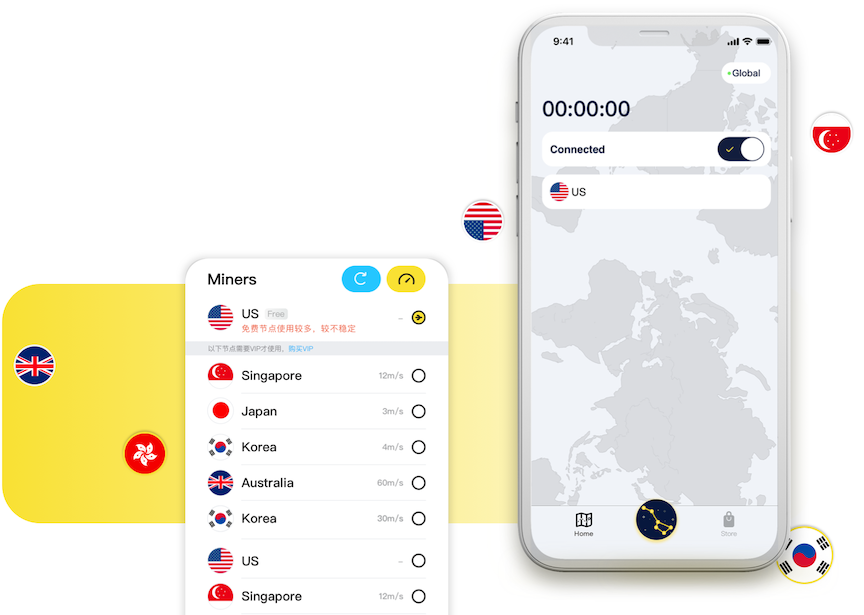 9:41
Global
00:00:00
Connected
US
Home
Store
Miners
US Free
–
免费节点使用较多，较不稳定
以下节点需要VIP才使用，购买VIP
Singapore 12m/s
Japan 3m/s
Korea 4m/s
Australia 60m/s
Korea 30m/s
US –
Singapore 12m/s